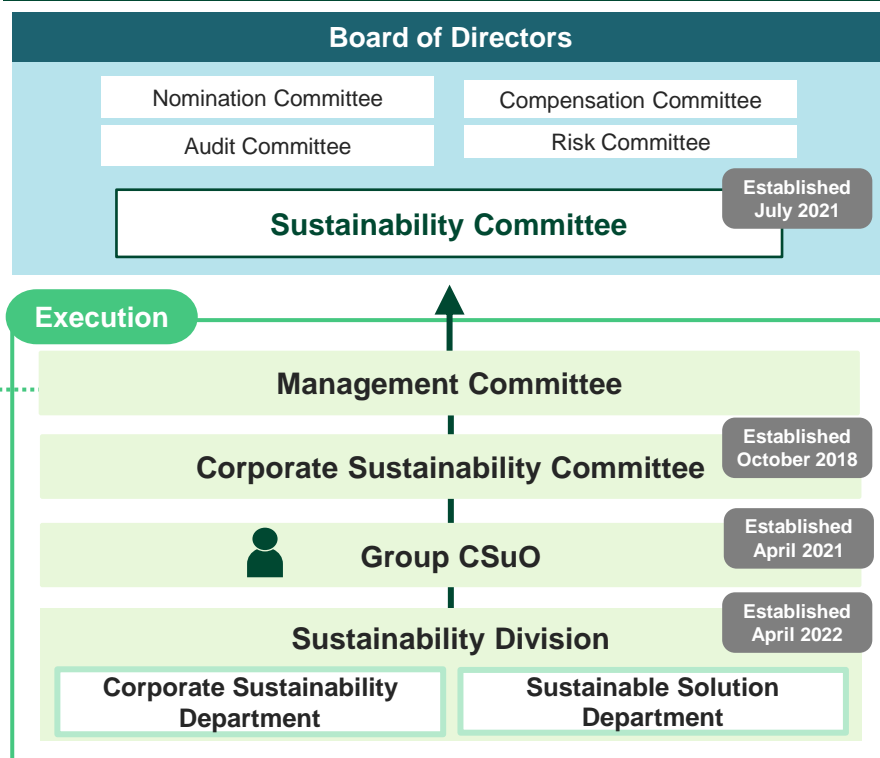 Board of Directors
Nomination Committee
Compensation Committee
Audit Committee
Risk Committee
Established
July 2021
Sustainability Committee
Execution
Management Committee
Established
October 2018
Corporate Sustainability Committee
Established
April 2021
Group CSuO
Established
April 2022
Sustainability Division
Corporate Sustainability
Department
Sustainable Solution
Department